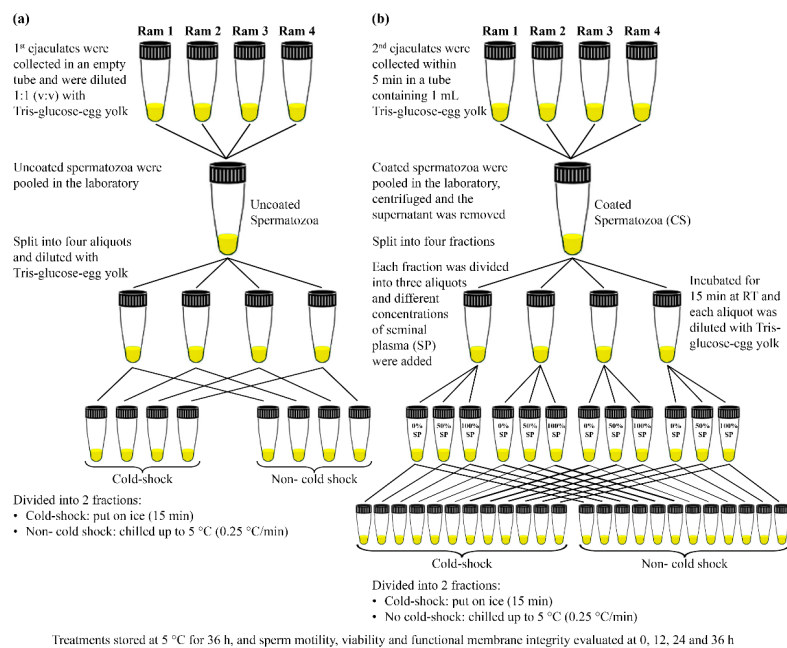 (a)
Ram 1 Ram 2 Ram 3 Ram 4
1st ejaculates were
collected in an empty
tube and were diluted
1:1 (v:v) with
Tris-glucose-egg yolk
Uncoated spermatozoa were
pooled in the laboratory
Uncoated
Spermatozoa
Split into four aliquots
and diluted with
Tris-glucose-egg yolk
Cold-shock
Non- cold shock
Divided into 2 fractions:
• Cold-shock: put on ice (15 min)
• Non- cold shock: chilled up to 5 °C (0.25 °C/min)
(b)
Ram 1 Ram 2 Ram 3 Ram 4
2nd ejaculates were
collected within
5 min in a tube
containing 1 mL
Tris-glucose-egg yolk
Coated spermatozoa were
pooled in the laboratory,
centrifuged and the
supernatant was removed
Coated
Spermatozoa (CS)
Split into four fractions
Each fraction was divided
into three aliquots
and different
concentrations
of seminal
plasma (SP)
were added
Incubated for
15 min at RT and
each aliquot was
diluted with Tris-
glucose-egg yolk
0% 50% 100% 0% 50% 100% 0% 50% 100% 0% 50% 100%
SP SP SP SP SP SP SP SP SP SP SP SP
Cold-shock
Non- cold shock
Divided into 2 fractions:
• Cold-shock: put on ice (15 min)
• No cold-shock: chilled up to 5 °C (0.25 °C/min)
Treatments stored at 5 °C for 36 h, and sperm motility, viability and functional membrane integrity evaluated at 0, 12, 24 and 36 h